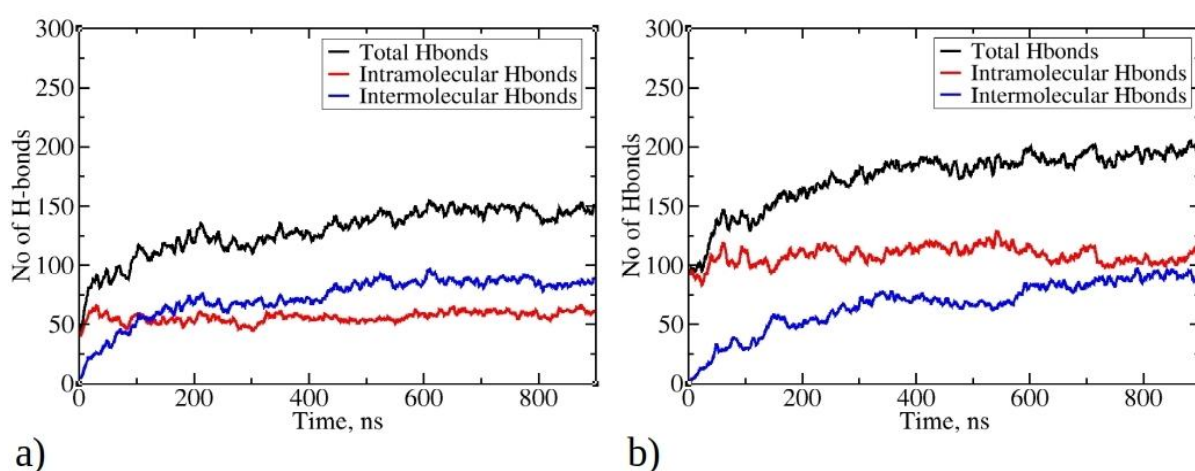 300
250
200
150
100
50
0
No of H-bonds
Total Hbonds
Intramolecular Hbonds
Intermolecular Hbonds
0 200 400 600 800
Time, ns
a)
300
250
200
150
100
50
0
No of Hbonds
Total Hbonds
Intramolecular Hbonds
Intermolecular Hbonds
0 200 400 600 800
Time, ns
b)